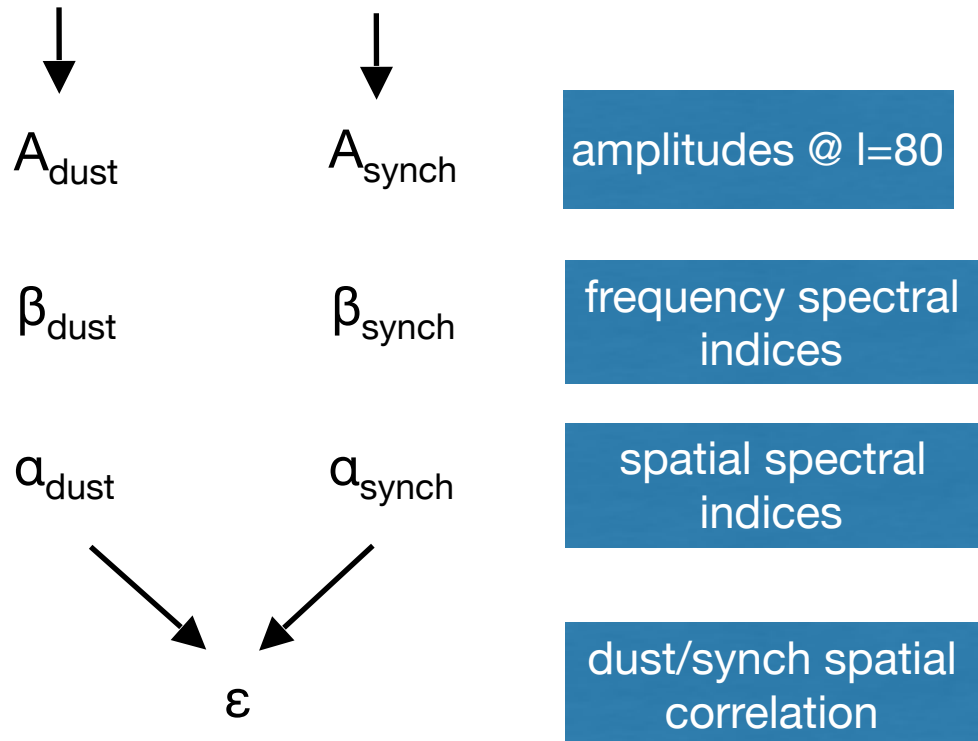 A_dust A_synch amplitudes @ l=80
β_dust β_synch frequency spectral
indices
α_dust α_synch spatial spectral
indices
dust/synch spatial
ε correlation